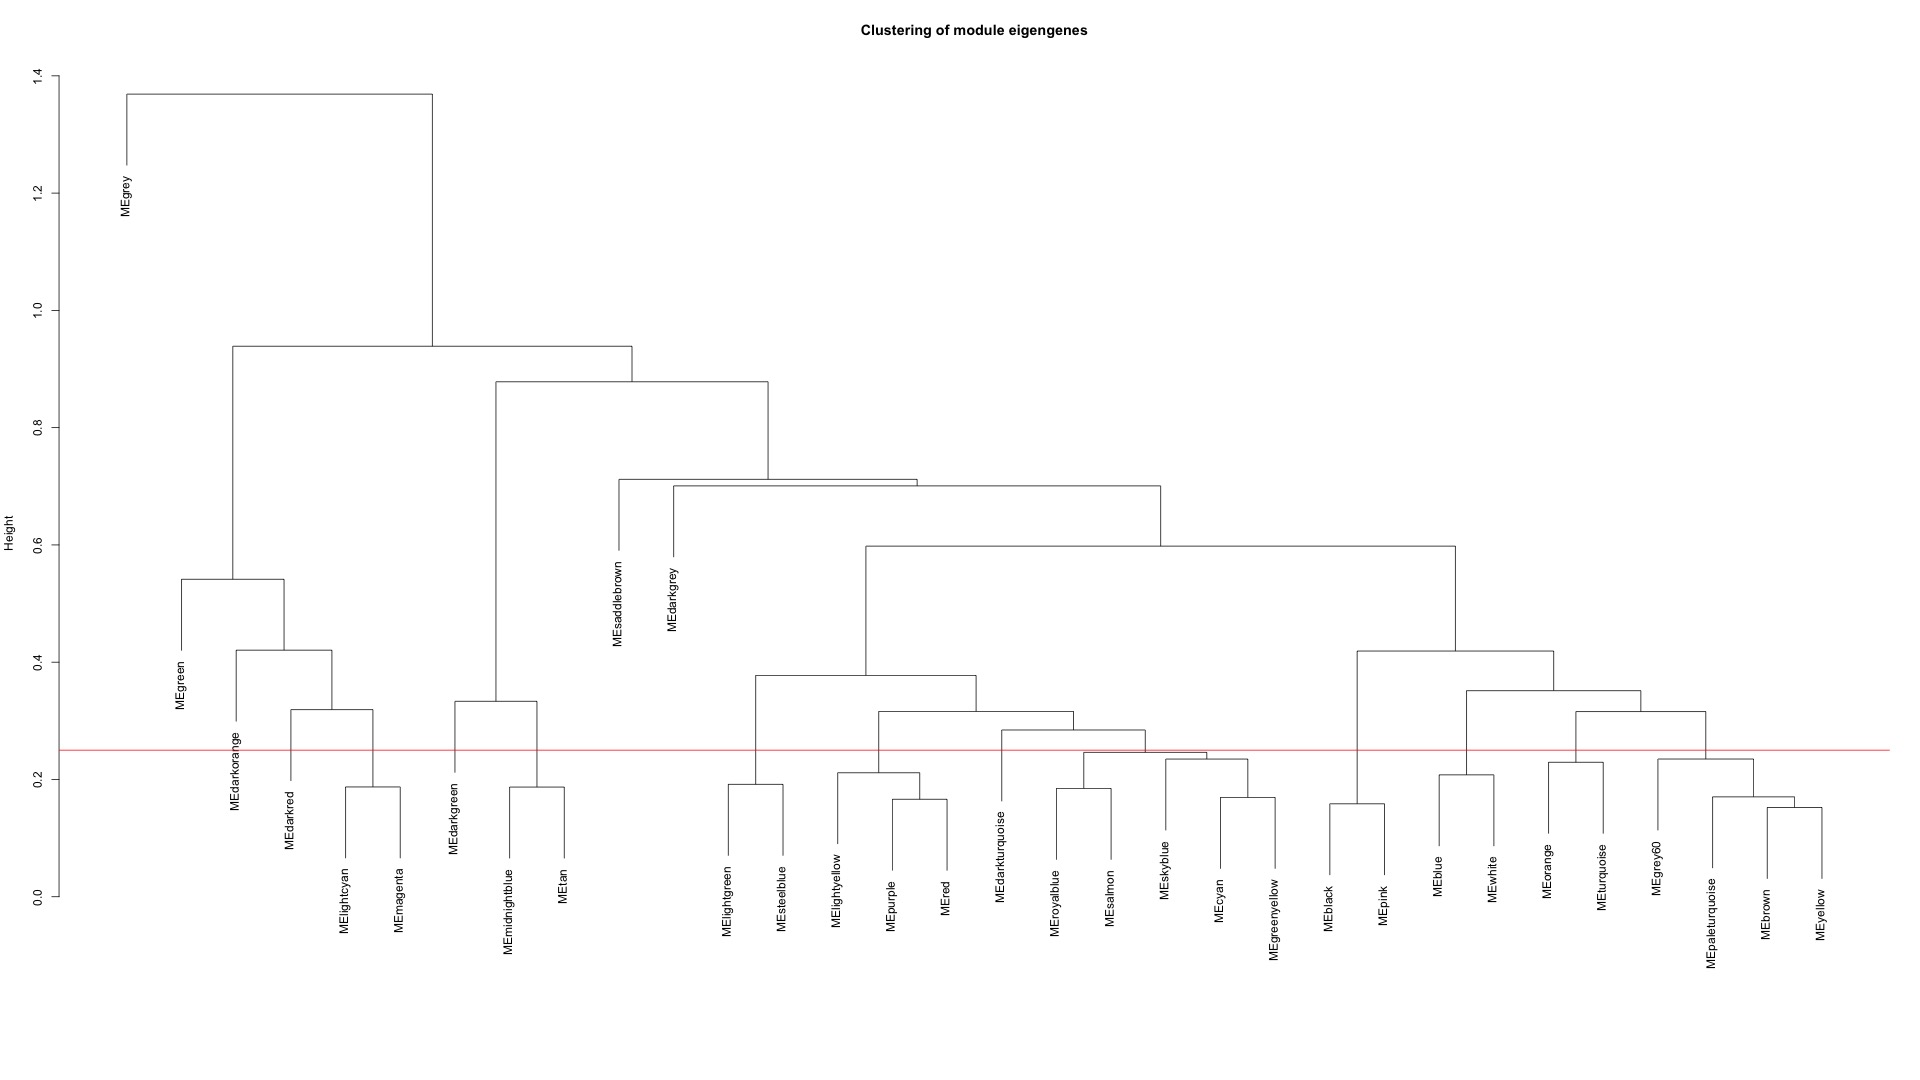 Clustering of module eigengenes
Height
1.4
1.2
1.0
0.8
0.6
0.4
0.2
0.0
MEgrey
MEgreen
MEdarkorange
MEdarkred
MElightcyan
MEmagenta
MEdarkgreen
MEmidnightblue
MEtan
MEsaddlebrown
MEdarkgrey
MElightgreen
MEsteelblue
MElightyellow
MEpurple
MEred
MEdarkturquoise
MEroyalblue
MEsalmon
MEskyblue
MEcyan
MEgreenyellow
MEblack
MEpink
MEblue
MEwhite
MEorange
MEturquoise
MEgrey60
MEpaleturquoise
MEbrown
MEyellow